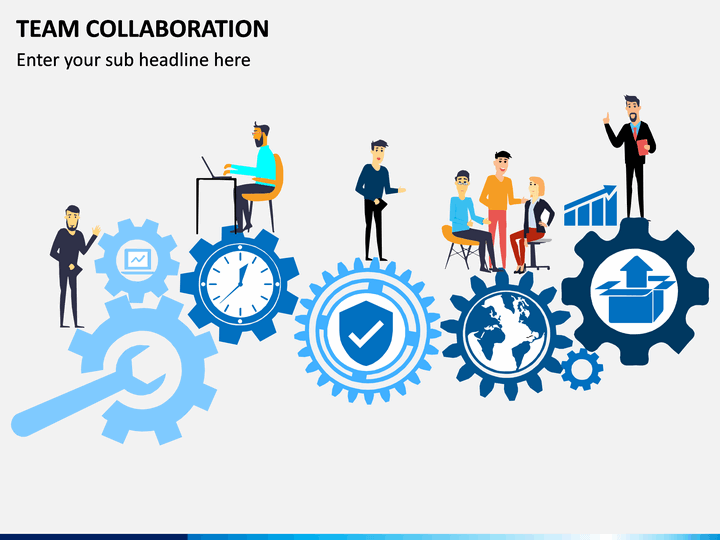 TEAM COLLABORATION
Enter your sub headline here